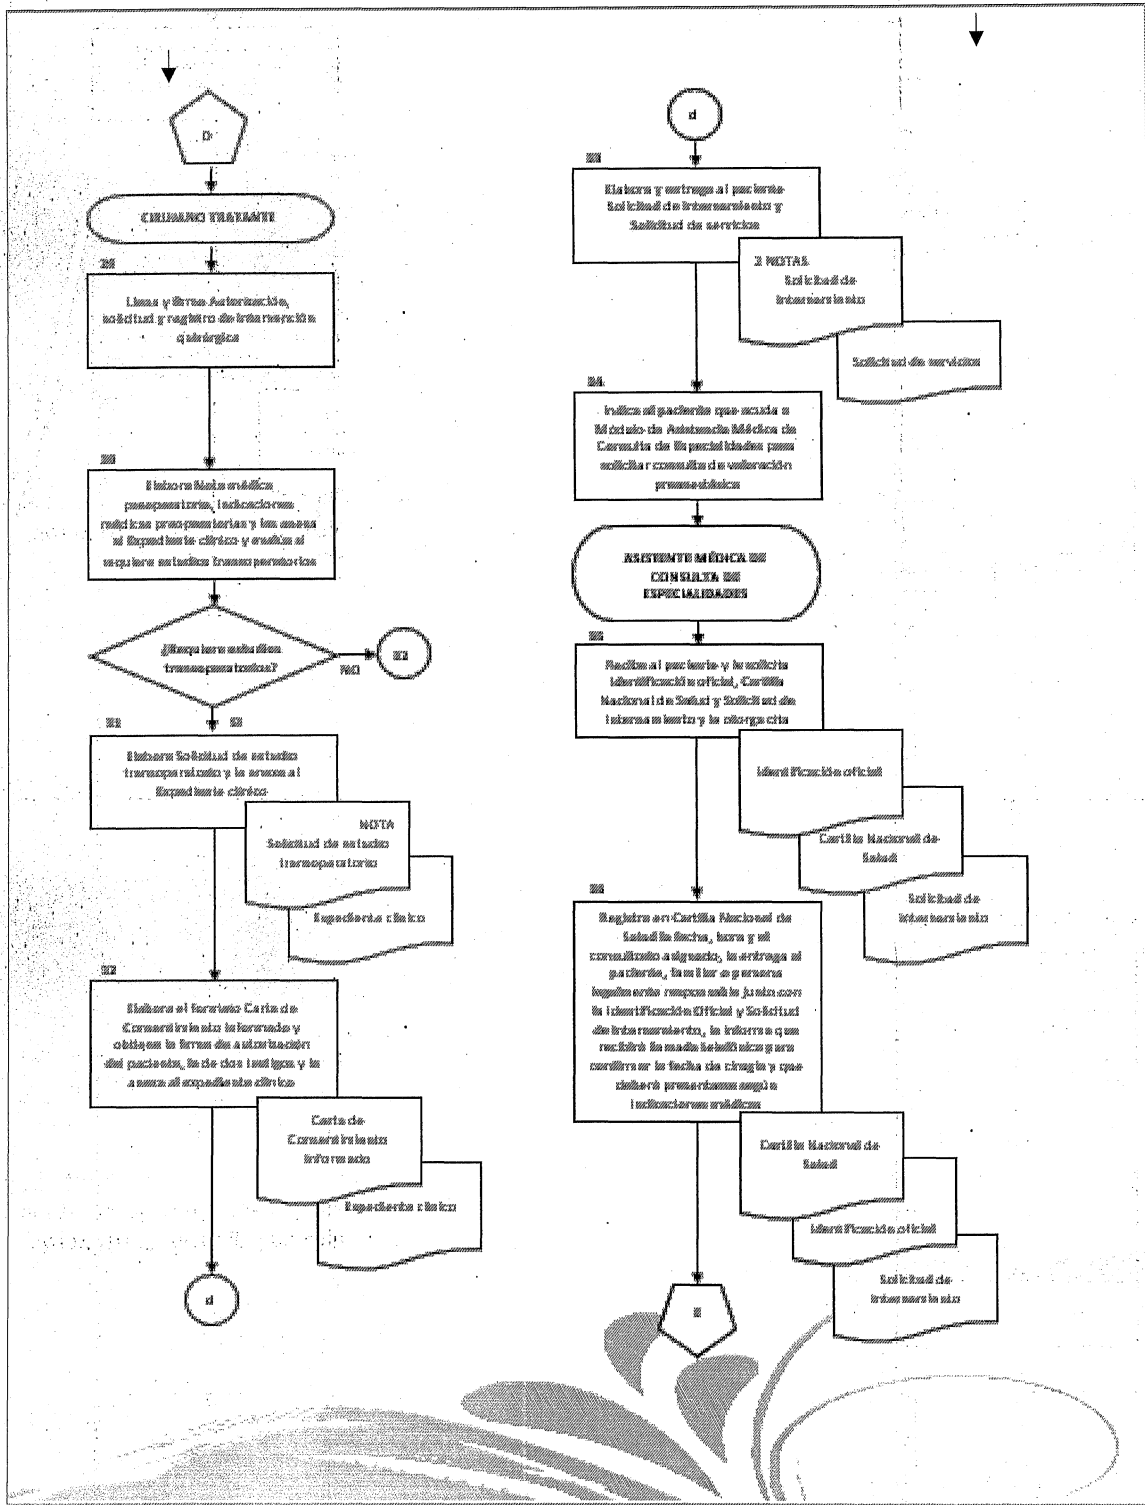 D
CIRUJANO TRATANTE
Llena y firma Autorización,
solicitud y registro de intervención
quirúrgica
Elabora Nota médica
preoperatoria, indicaciones
médicas preoperatorias y las anexa
al Expediente clínico y evalúa si
requiere estudios transoperatorios
¿Requiere estudios
transoperatorios?
NO
SI
Elabora Solicitud de estudio
transoperatorio y la anexa al
Expediente clínico
NOTA
Solicitud de estudio
transoperatorio
Expediente clínico
Elabora el formato Carta de
Consentimiento Informado y
obtiene la firma de autorización
del paciente, la de dos testigos y la
anexa al expediente clínico
Carta de
Consentimiento
Informado
Expediente clínico
d
d
Elabora y entrega al paciente
Solicitud de Internamiento y
Solicitud de servicios
2 NOTAS
Solicitud de
Internamiento
Solicitud de servicios
Indica al paciente que acuda a
Módulo de Asistencia Médica de
Consulta de Especialidades para
solicitar consulta de valoración
preanestésica
ASISTENTE MÉDICA DE
CONSULTA DE
ESPECIALIDADES
Recibe al paciente y le solicita
Identificación oficial, Cartilla
Nacional de Salud y Solicitud de
Internamiento y le otorga cita
Identificación oficial
Cartilla Nacional de
Salud
Solicitud de
Internamiento
Registra en Cartilla Nacional de
Salud la fecha, hora y el
consultorio asignado, la entrega al
paciente, familiar o persona
legalmente responsable junto con
la Identificación Oficial y Solicitud
de Internamiento, le informa que
recibirá llamada telefónica para
confirmar la fecha de cirugía y que
deberá presentarse según
indicaciones médicas
Cartilla Nacional de
Salud
Identificación oficial
Solicitud de
Internamiento